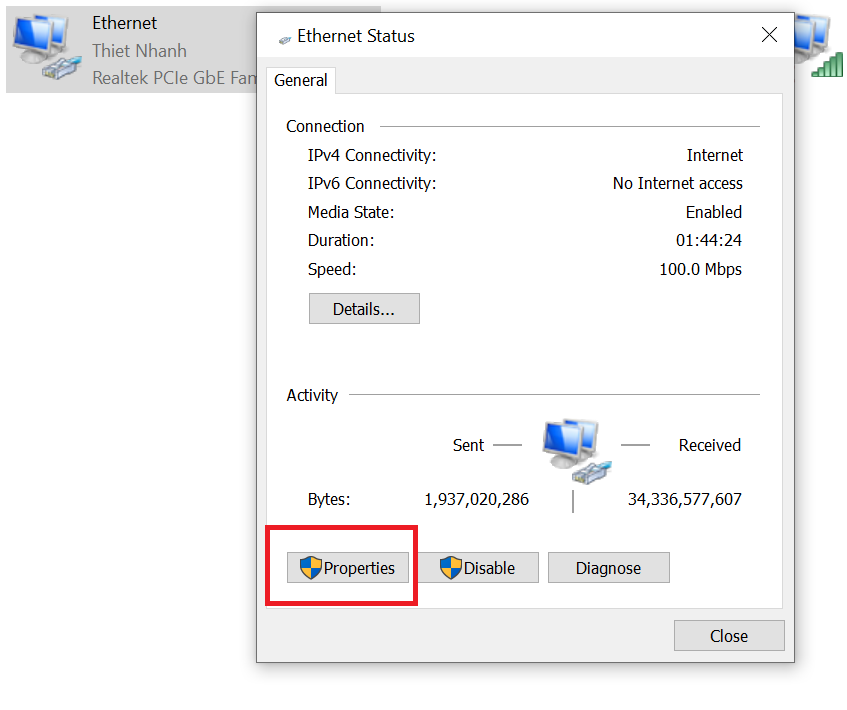 Ethernet
Thiet Nhanh
Realtek PCIe GbE Fam
Ethernet Status
General
Connection
IPv4 Connectivity: Internet
IPv6 Connectivity: No Internet access
Media State: Enabled
Duration: 01:44:24
Speed: 100.0 Mbps
Details...
Activity
Sent Received
Bytes: 1,937,020,286 34,336,577,607
Properties Disable Diagnose
Close